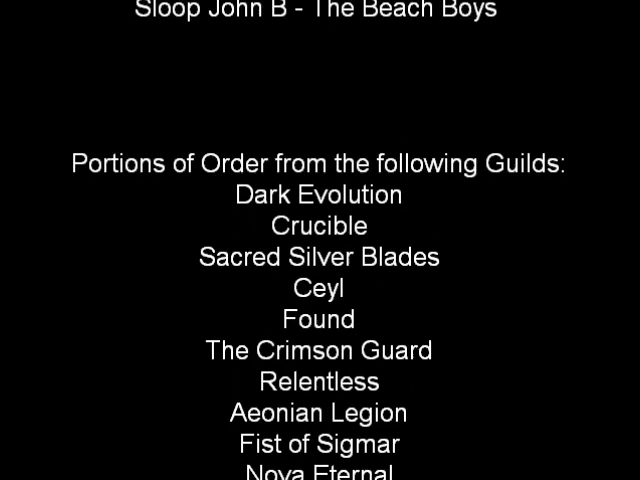 Sloop John B - The Beach Boys
Portions of Order from the following Guilds:
Dark Evolution
Crucible
Sacred Silver Blades
Ceyl
Found
The Crimson Guard
Relentless
Aeonian Legion
Fist of Sigmar
Nova Eternal